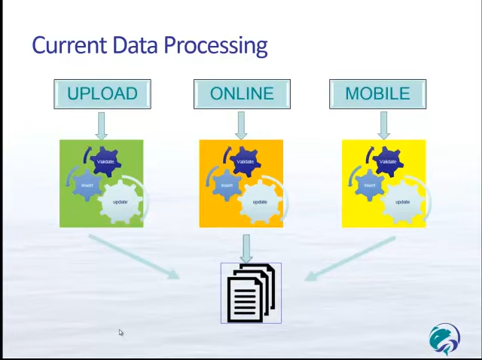 Current Data Processing
UPLOAD
ONLINE
MOBILE
Validate
Insert
update
Validate
Insert
update
Validate
Insert
update